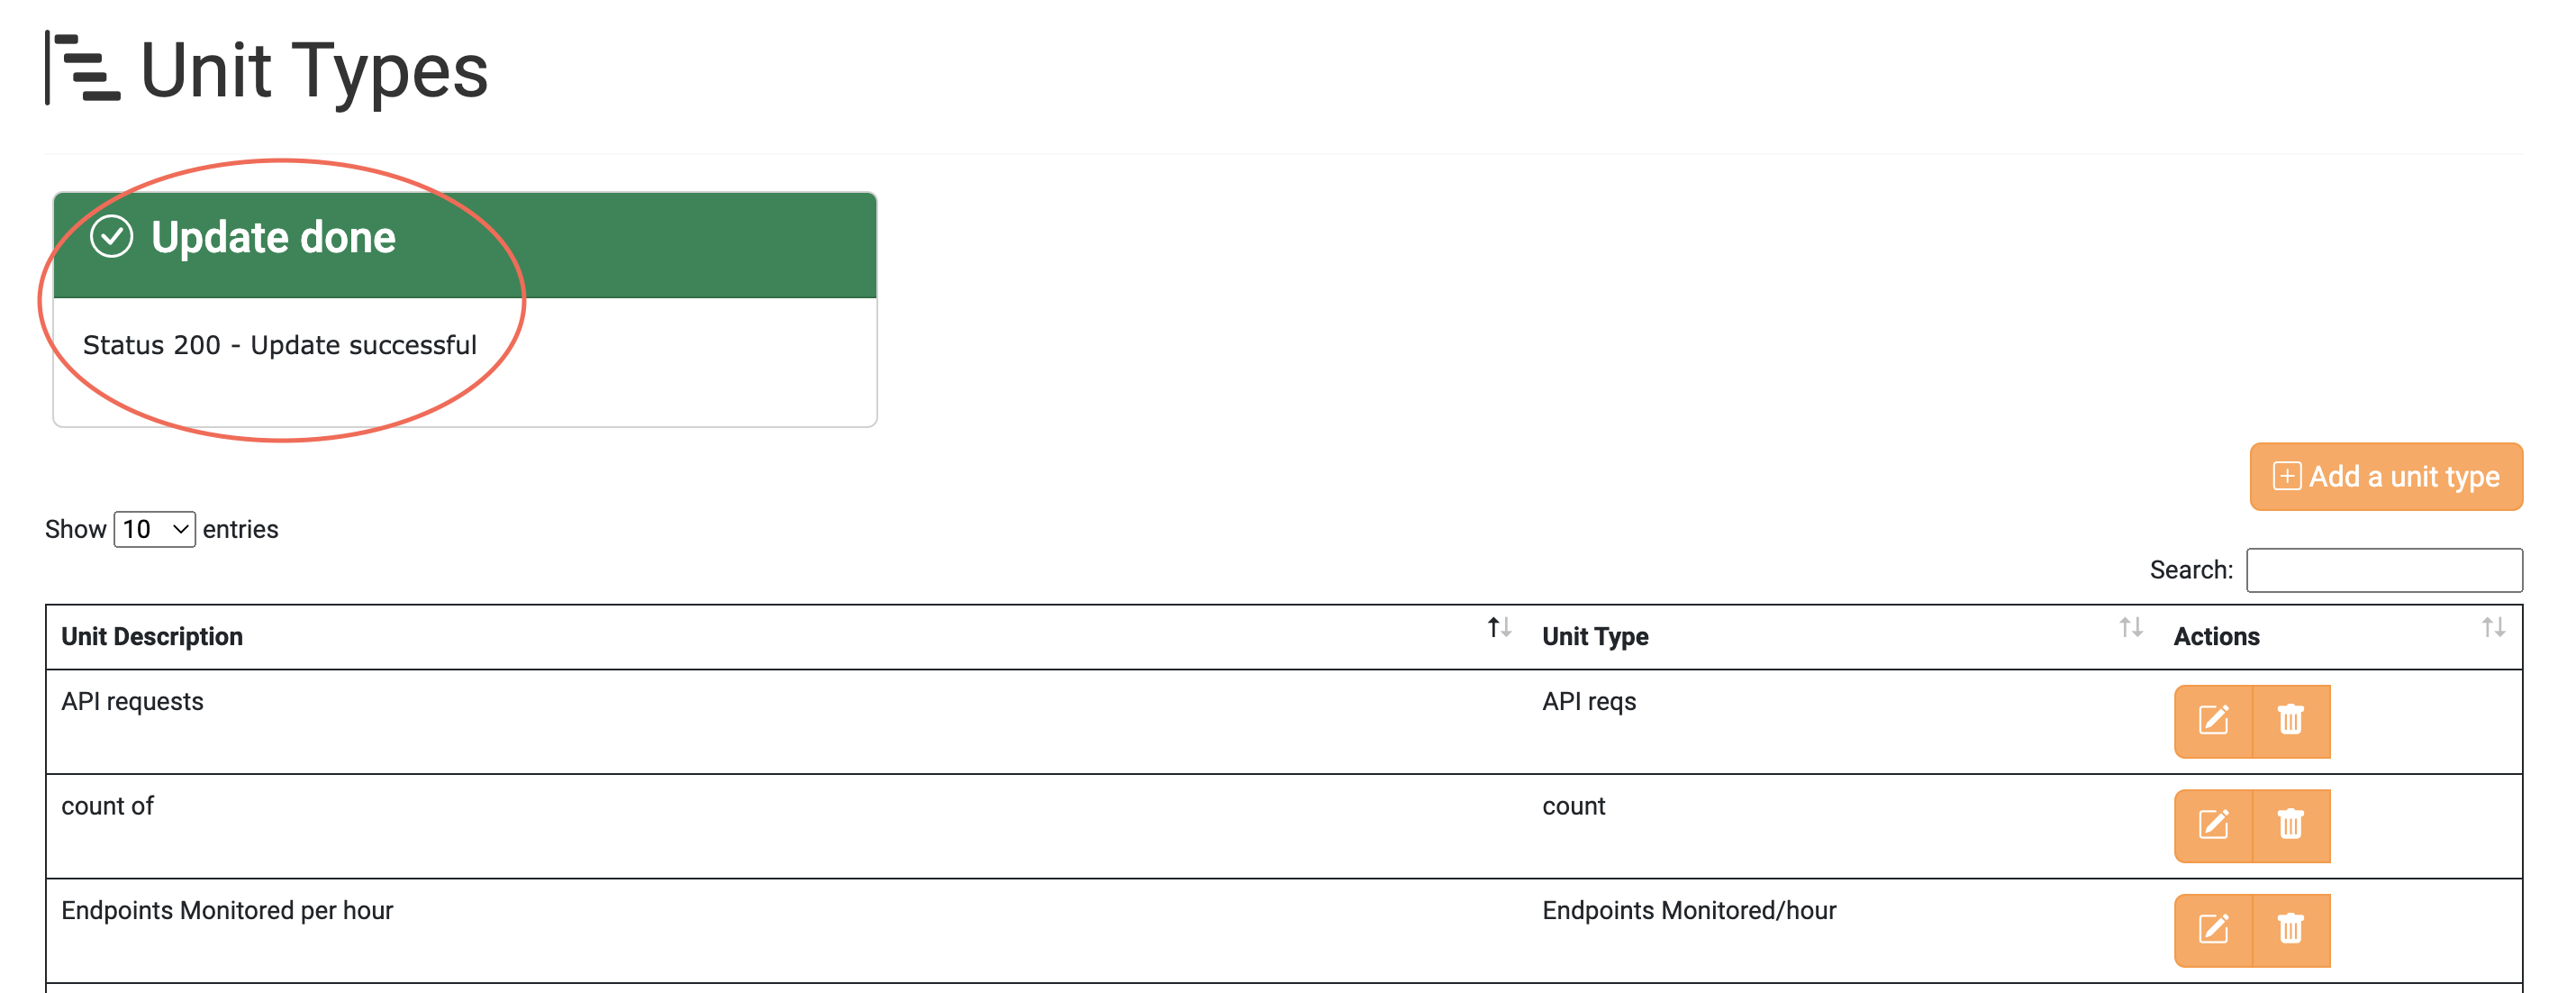 Unit Types
Update done
Status 200 - Update successful
Add a unit type
Show 10 entries
Search:
Unit Description Unit Type Actions
API requests API reqs
count of count
Endpoints Monitored per hour Endpoints Monitored/hour